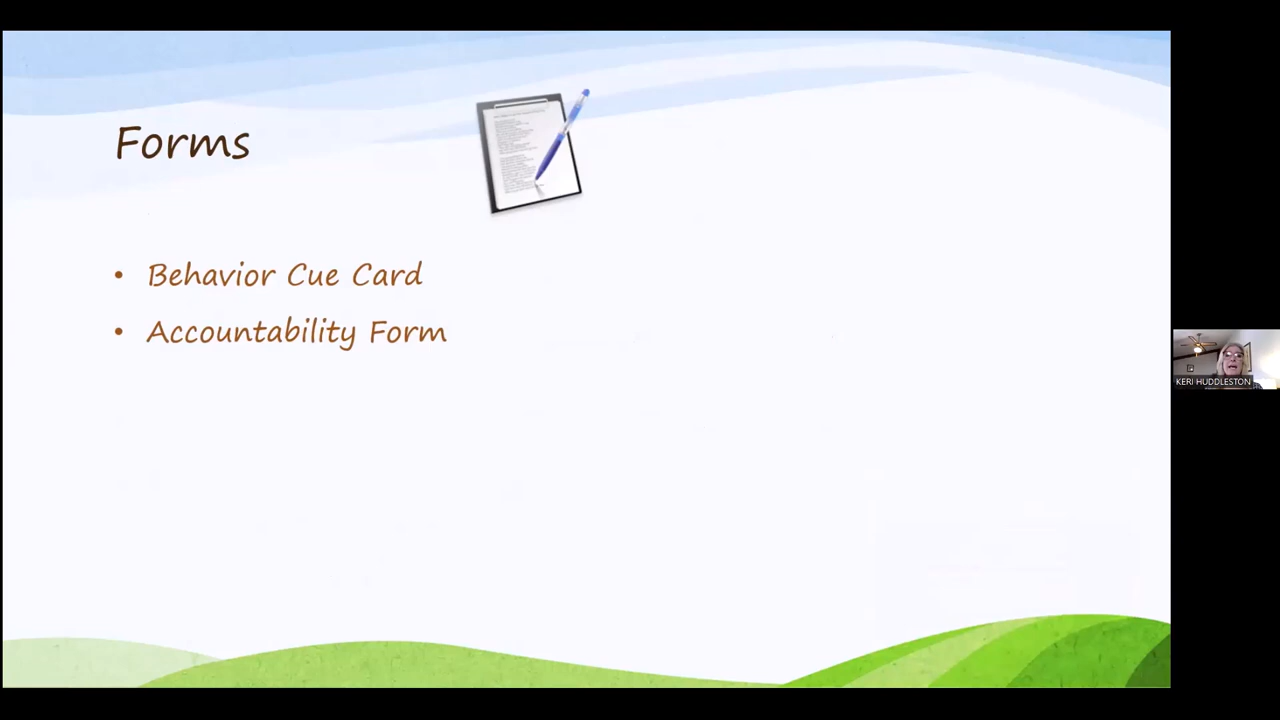 Forms
• Behavior Cue Card
• Accountability Form
KERI HUDDLESTON